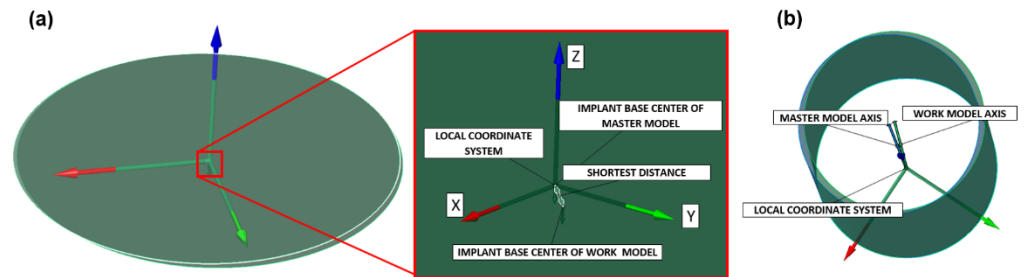 (a)
(b)
Z
IMPLANT BASE CENTER OF
MASTER MODEL
LOCAL COORDINATE
SYSTEM
SHORTEST DISTANCE
X
Y
IMPLANT BASE CENTER OF WORK MODEL
MASTER MODEL AXIS
WORK MODEL AXIS
LOCAL COORDINATE SYSTEM